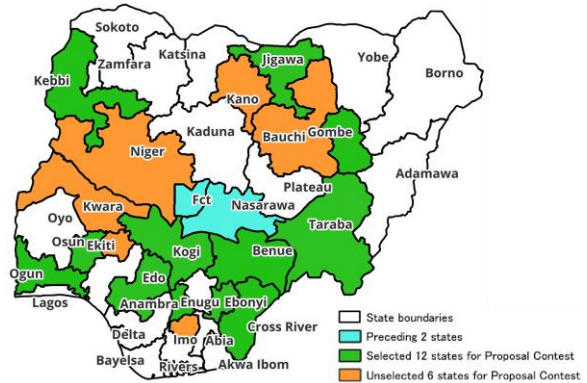 Sokoto
Katsina
Zamfara
Kebbi
Jigawa
Yobe
Borno
Kano
Kaduna
Bauchi
Gombe
Niger
Adamawa
Plateau
Fct
Nasarawa
Kwara
Oyo
Taraba
Osun
Ekiti
Kogi
Benue
Ogun
Edo
Lagos
Anambra
Enugu
Ebonyi
Cross River
Delta
Imo
Abia
Bayelsa
Rivers
Akwa Ibom
State boundaries
Preceding 2 states
Selected 12 states for Proposal Contest
Unselected 6 states for Proposal Contest